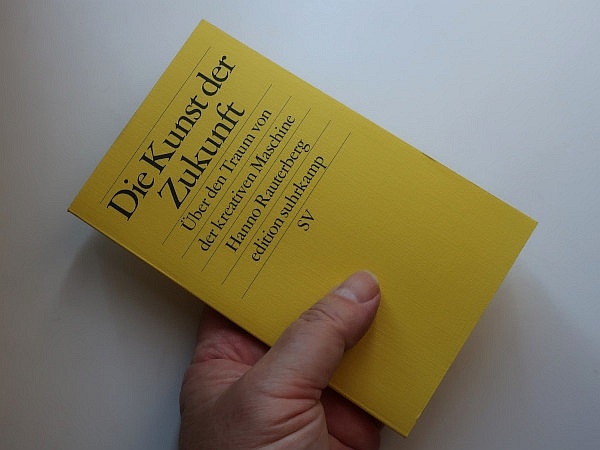 Die Kunst der
Zukunft
Über den Traum von
der kreativen Maschine
Hanno Rauterberg
edition suhrkamp
SV